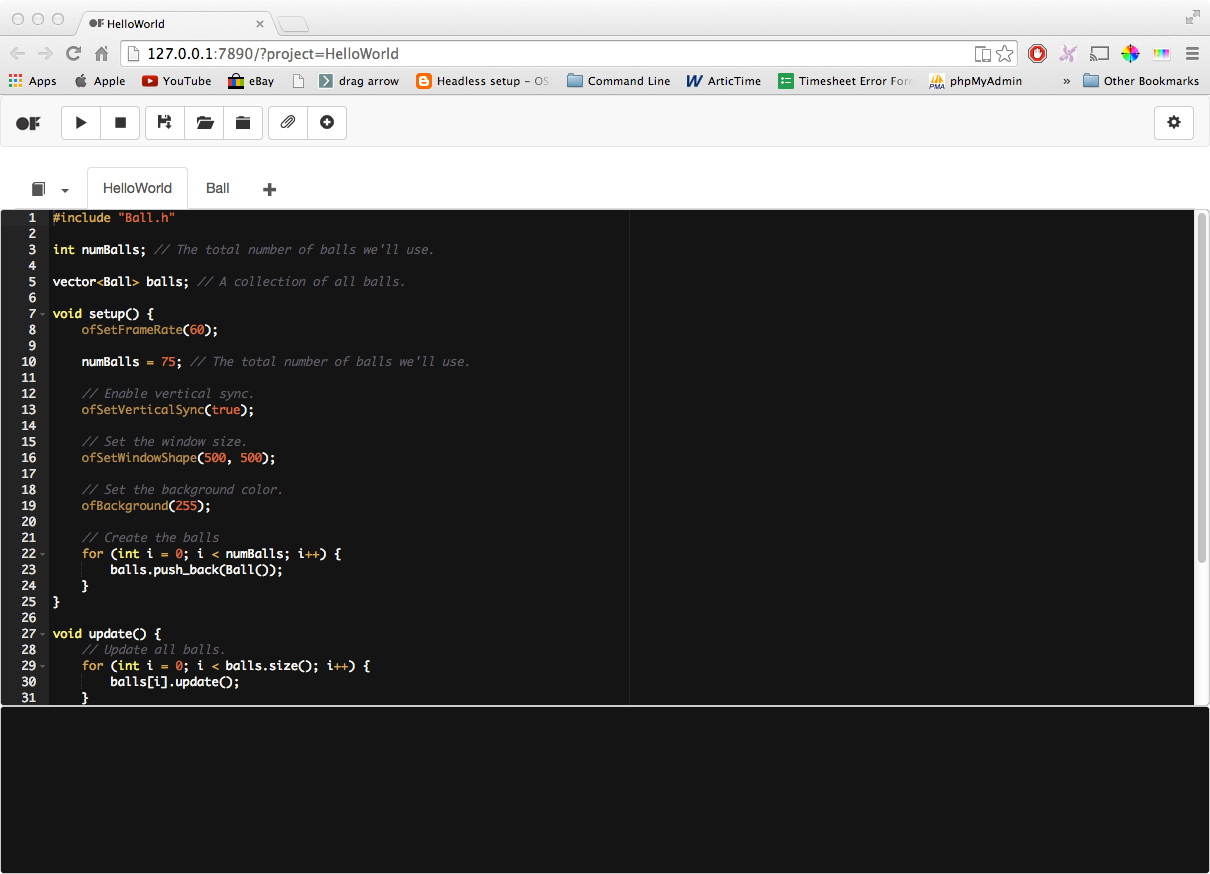 OF HelloWorld
127.0.0.1:7890/?project=HelloWorld
Apps Apple YouTube eBay drag arrow Headless setup – OS Command Line ArticTime Timesheet Error Form phpMyAdmin » Other Bookmarks
OF
HelloWorld Ball
1 #include "Ball.h"
2
3 int numBalls; // The total number of balls we'll use.
4
5 vector<Ball> balls; // A collection of all balls.
6
7 void setup() {
8     ofSetFrameRate(60);
9
10     numBalls = 75; // The total number of balls we'll use.
11
12     // Enable vertical sync.
13     ofSetVerticalSync(true);
14
15     // Set the window size.
16     ofSetWindowShape(500, 500);
17
18     // Set the background color.
19     ofBackground(255);
20
21     // Create the balls
22     for (int i = 0; i < numBalls; i++) {
23         balls.push_back(Ball());
24     }
25 }
26
27 void update() {
28     // Update all balls.
29     for (int i = 0; i < balls.size(); i++) {
30         balls[i].update();
31     }